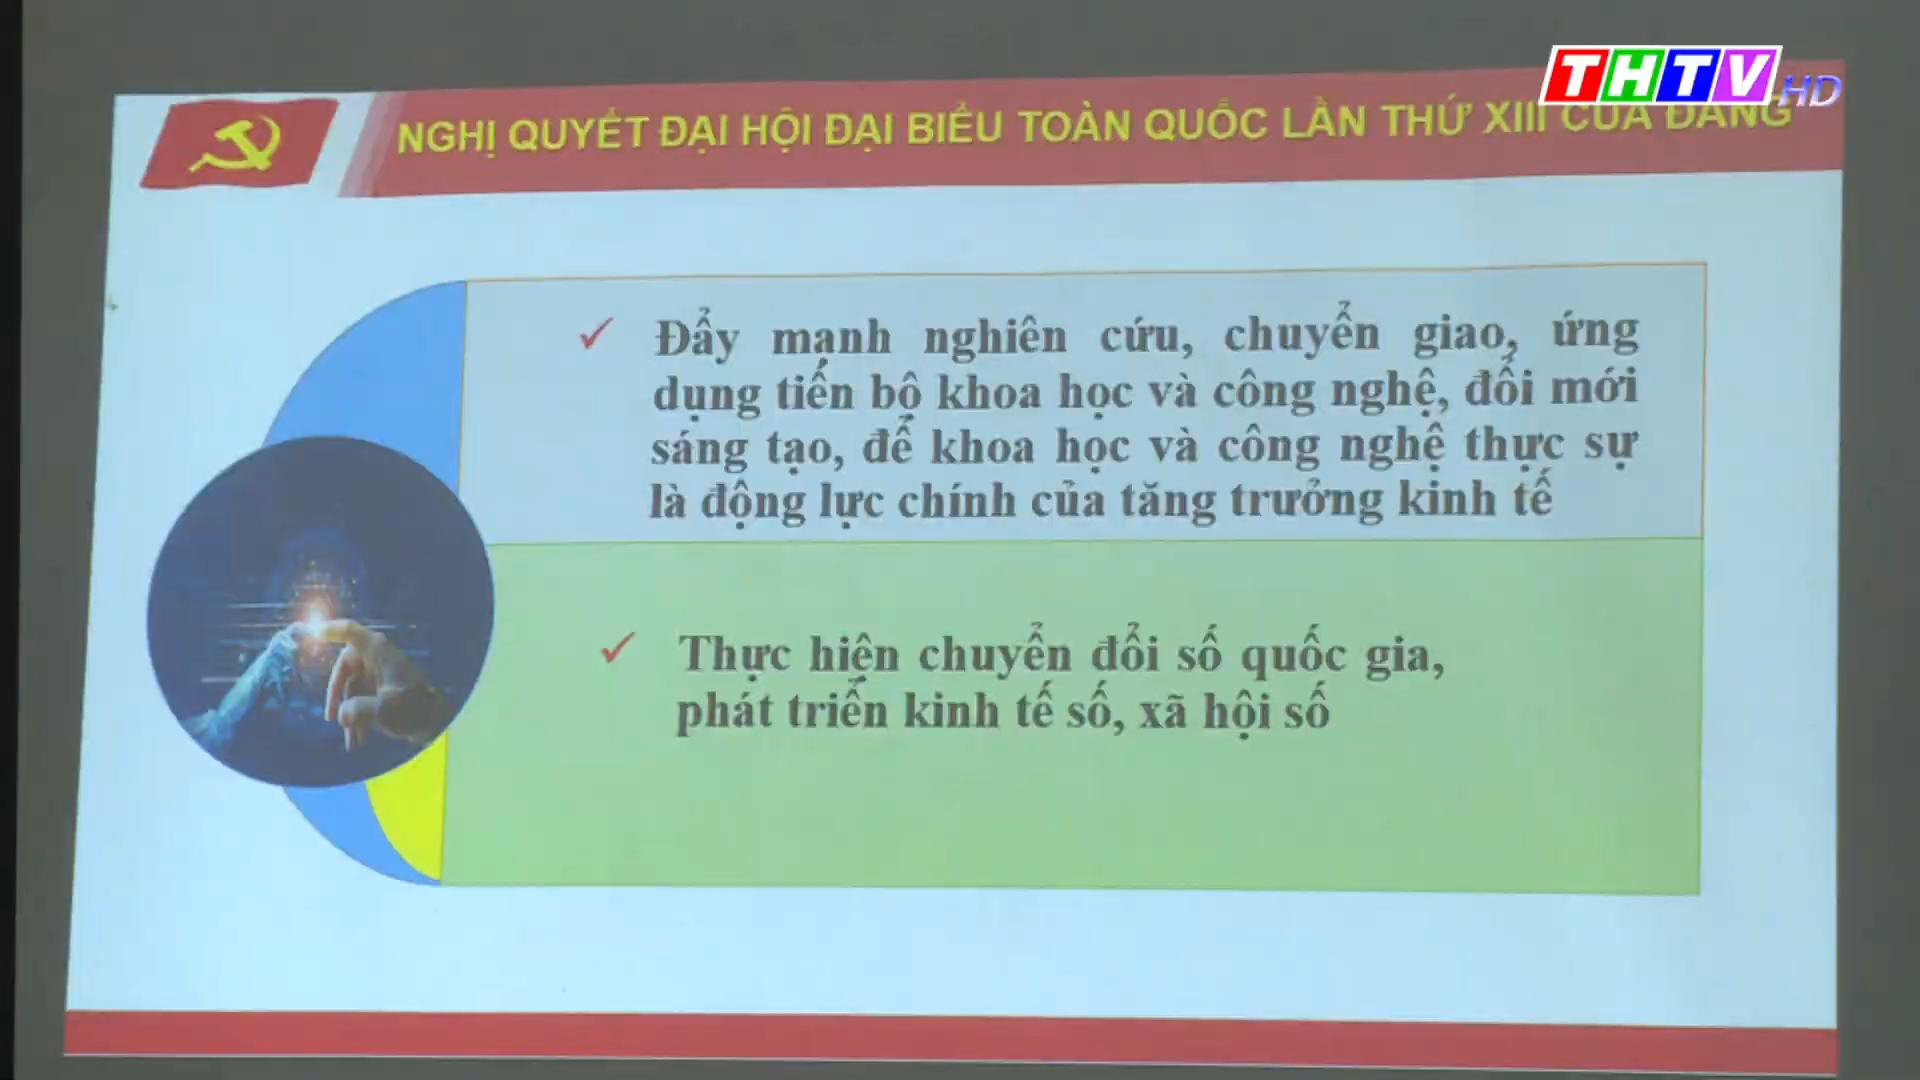 THTV HD
NGHỊ QUYẾT ĐẠI HỘI ĐẠI BIỂU TOÀN QUỐC LẦN THỨ XIII CỦA ĐẢNG
Đẩy mạnh nghiên cứu, chuyển giao, ứng
dụng tiến bộ khoa học và công nghệ, đổi mới
sáng tạo, để khoa học và công nghệ thực sự
là động lực chính của tăng trưởng kinh tế
Thực hiện chuyển đổi số quốc gia,
phát triển kinh tế số, xã hội số